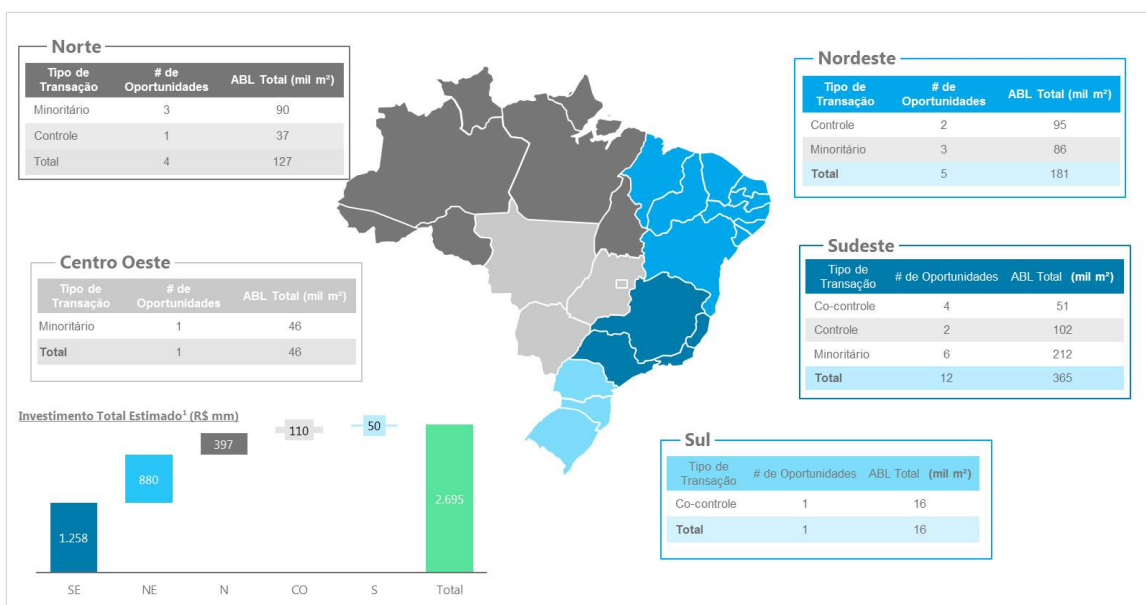 Norte
Tipo de Transação # de Oportunidades ABL Total (mil m²)
Minoritário 3 90
Controle 1 37
Total 4 127
Nordeste
Tipo de Transação # de Oportunidades ABL Total (mil m²)
Controle 2 95
Minoritário 3 86
Total 5 181
Centro Oeste
Tipo de Transação # de Oportunidades ABL Total (mil m²)
Minoritário 1 46
Total 1 46
Sudeste
Tipo de Transação # de Oportunidades ABL Total (mil m²)
Co-controle 4 51
Controle 2 102
Minoritário 6 212
Total 12 365
Investimento Total Estimado¹ (R$ mm)
1.258
880
397
110
50
2.695
SE NE N CO S Total
Sul
Tipo de Transação # de Oportunidades ABL Total (mil m²)
Co-controle 1 16
Total 1 16